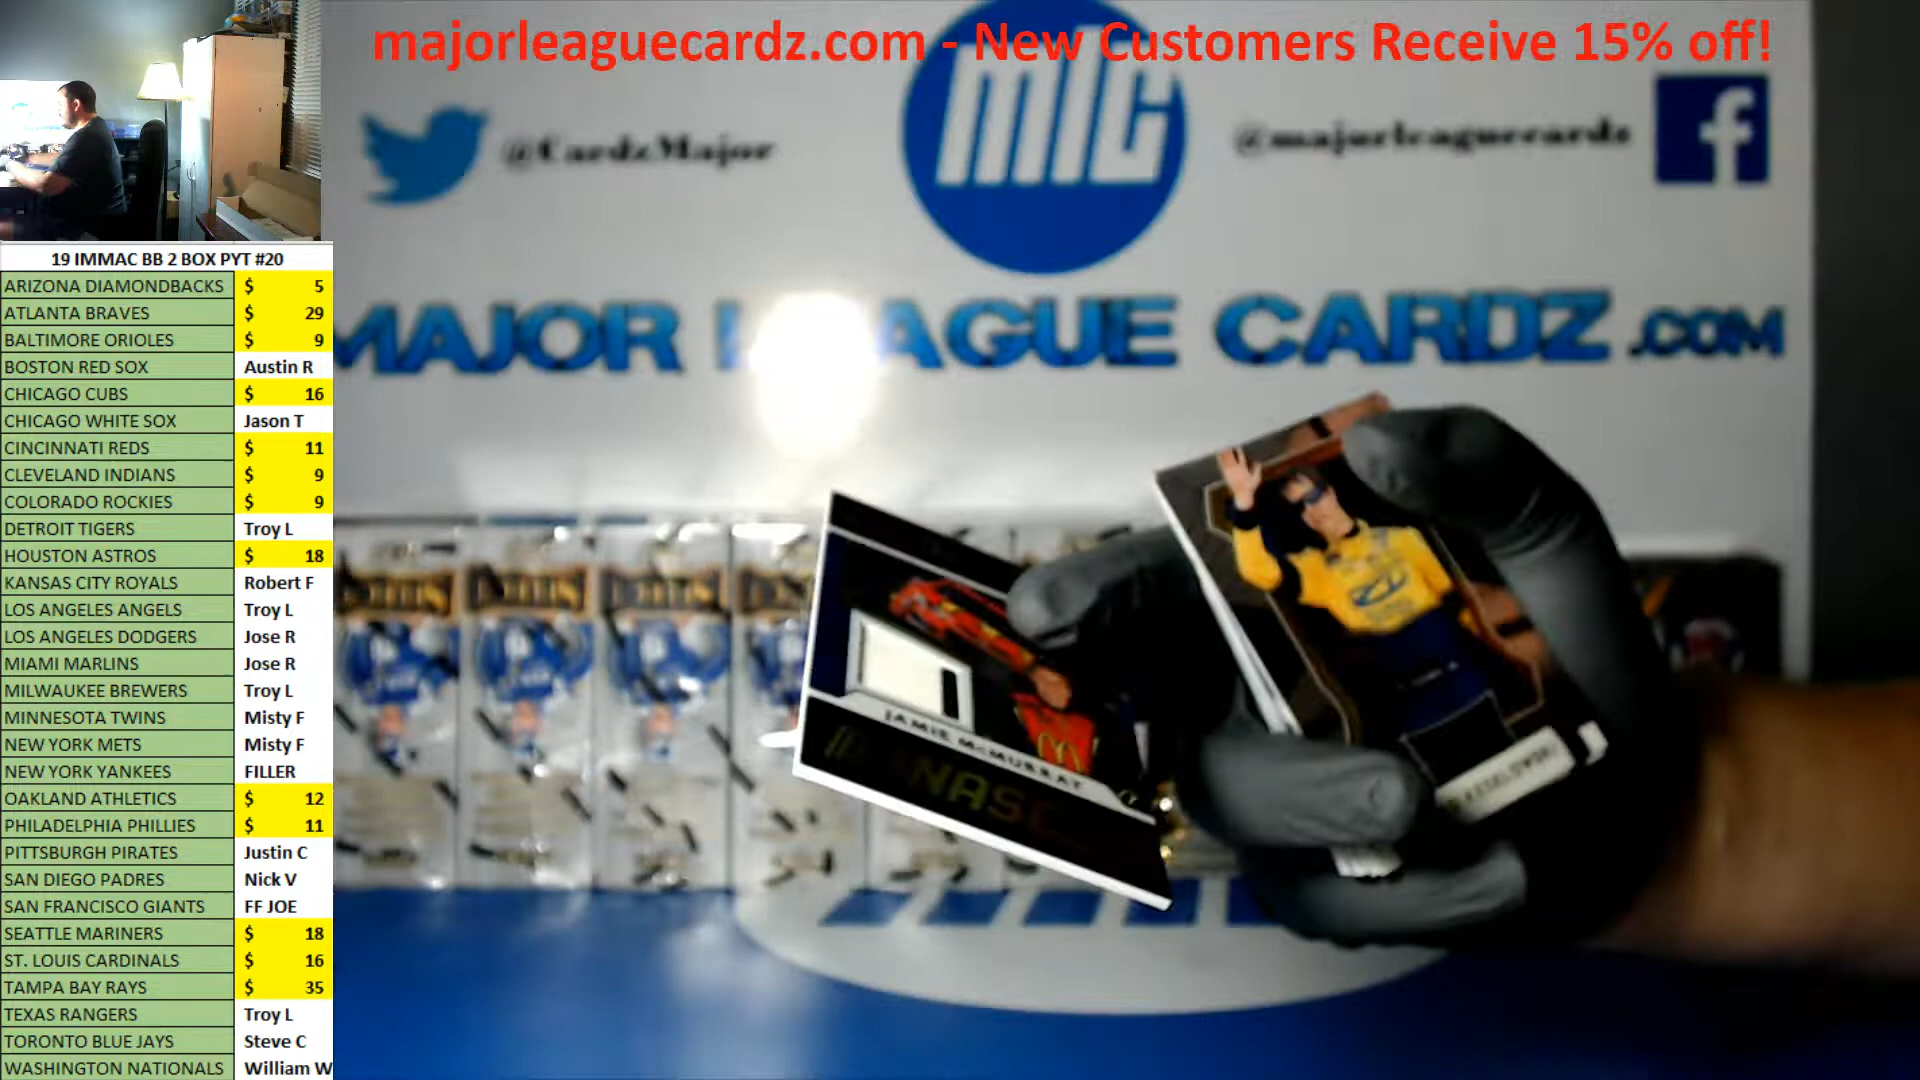 majorleaguecardz.com - New Customers Receive 15% off!
@CardzMajor
MLC
@majorleaguecardz
f
MAJOR LEAGUE CARDZ.COM
19 IMMAC BB 2 BOX PYT #20
ARIZONA DIAMONDBACKS $ 5
ATLANTA BRAVES $ 29
BALTIMORE ORIOLES $ 9
BOSTON RED SOX Austin R
CHICAGO CUBS $ 16
CHICAGO WHITE SOX Jason T
CINCINNATI REDS $ 11
CLEVELAND INDIANS $ 9
COLORADO ROCKIES $ 9
DETROIT TIGERS Troy L
HOUSTON ASTROS $ 18
KANSAS CITY ROYALS Robert F
LOS ANGELES ANGELS Troy L
LOS ANGELES DODGERS Jose R
MIAMI MARLINS Jose R
MILWAUKEE BREWERS Troy L
MINNESOTA TWINS Misty F
NEW YORK METS Misty F
NEW YORK YANKEES FILLER
OAKLAND ATHLETICS $ 12
PHILADELPHIA PHILLIES $ 11
PITTSBURGH PIRATES Justin C
SAN DIEGO PADRES Nick V
SAN FRANCISCO GIANTS FF JOE
SEATTLE MARINERS $ 18
ST. LOUIS CARDINALS $ 16
TAMPA BAY RAYS $ 35
TEXAS RANGERS Troy L
TORONTO BLUE JAYS Steve C
WASHINGTON NATIONALS William W
JAMIE McMURRAY